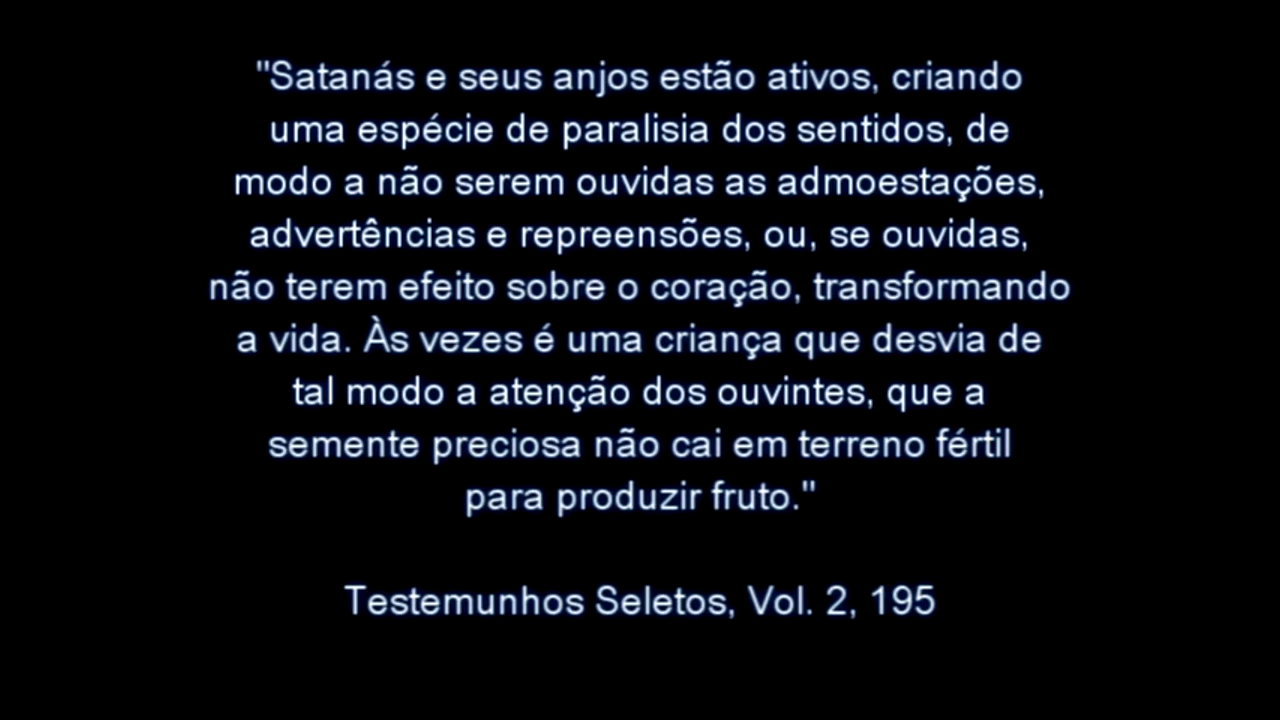 "Satanás e seus anjos estão ativos, criando
uma espécie de paralisia dos sentidos, de
modo a não serem ouvidas as admoestações,
advertências e repreensões, ou, se ouvidas,
não terem efeito sobre o coração, transformando
a vida. Às vezes é uma criança que desvia de
tal modo a atenção dos ouvintes, que a
semente preciosa não cai em terreno fértil
para produzir fruto."
Testemunhos Seletos, Vol. 2, 195